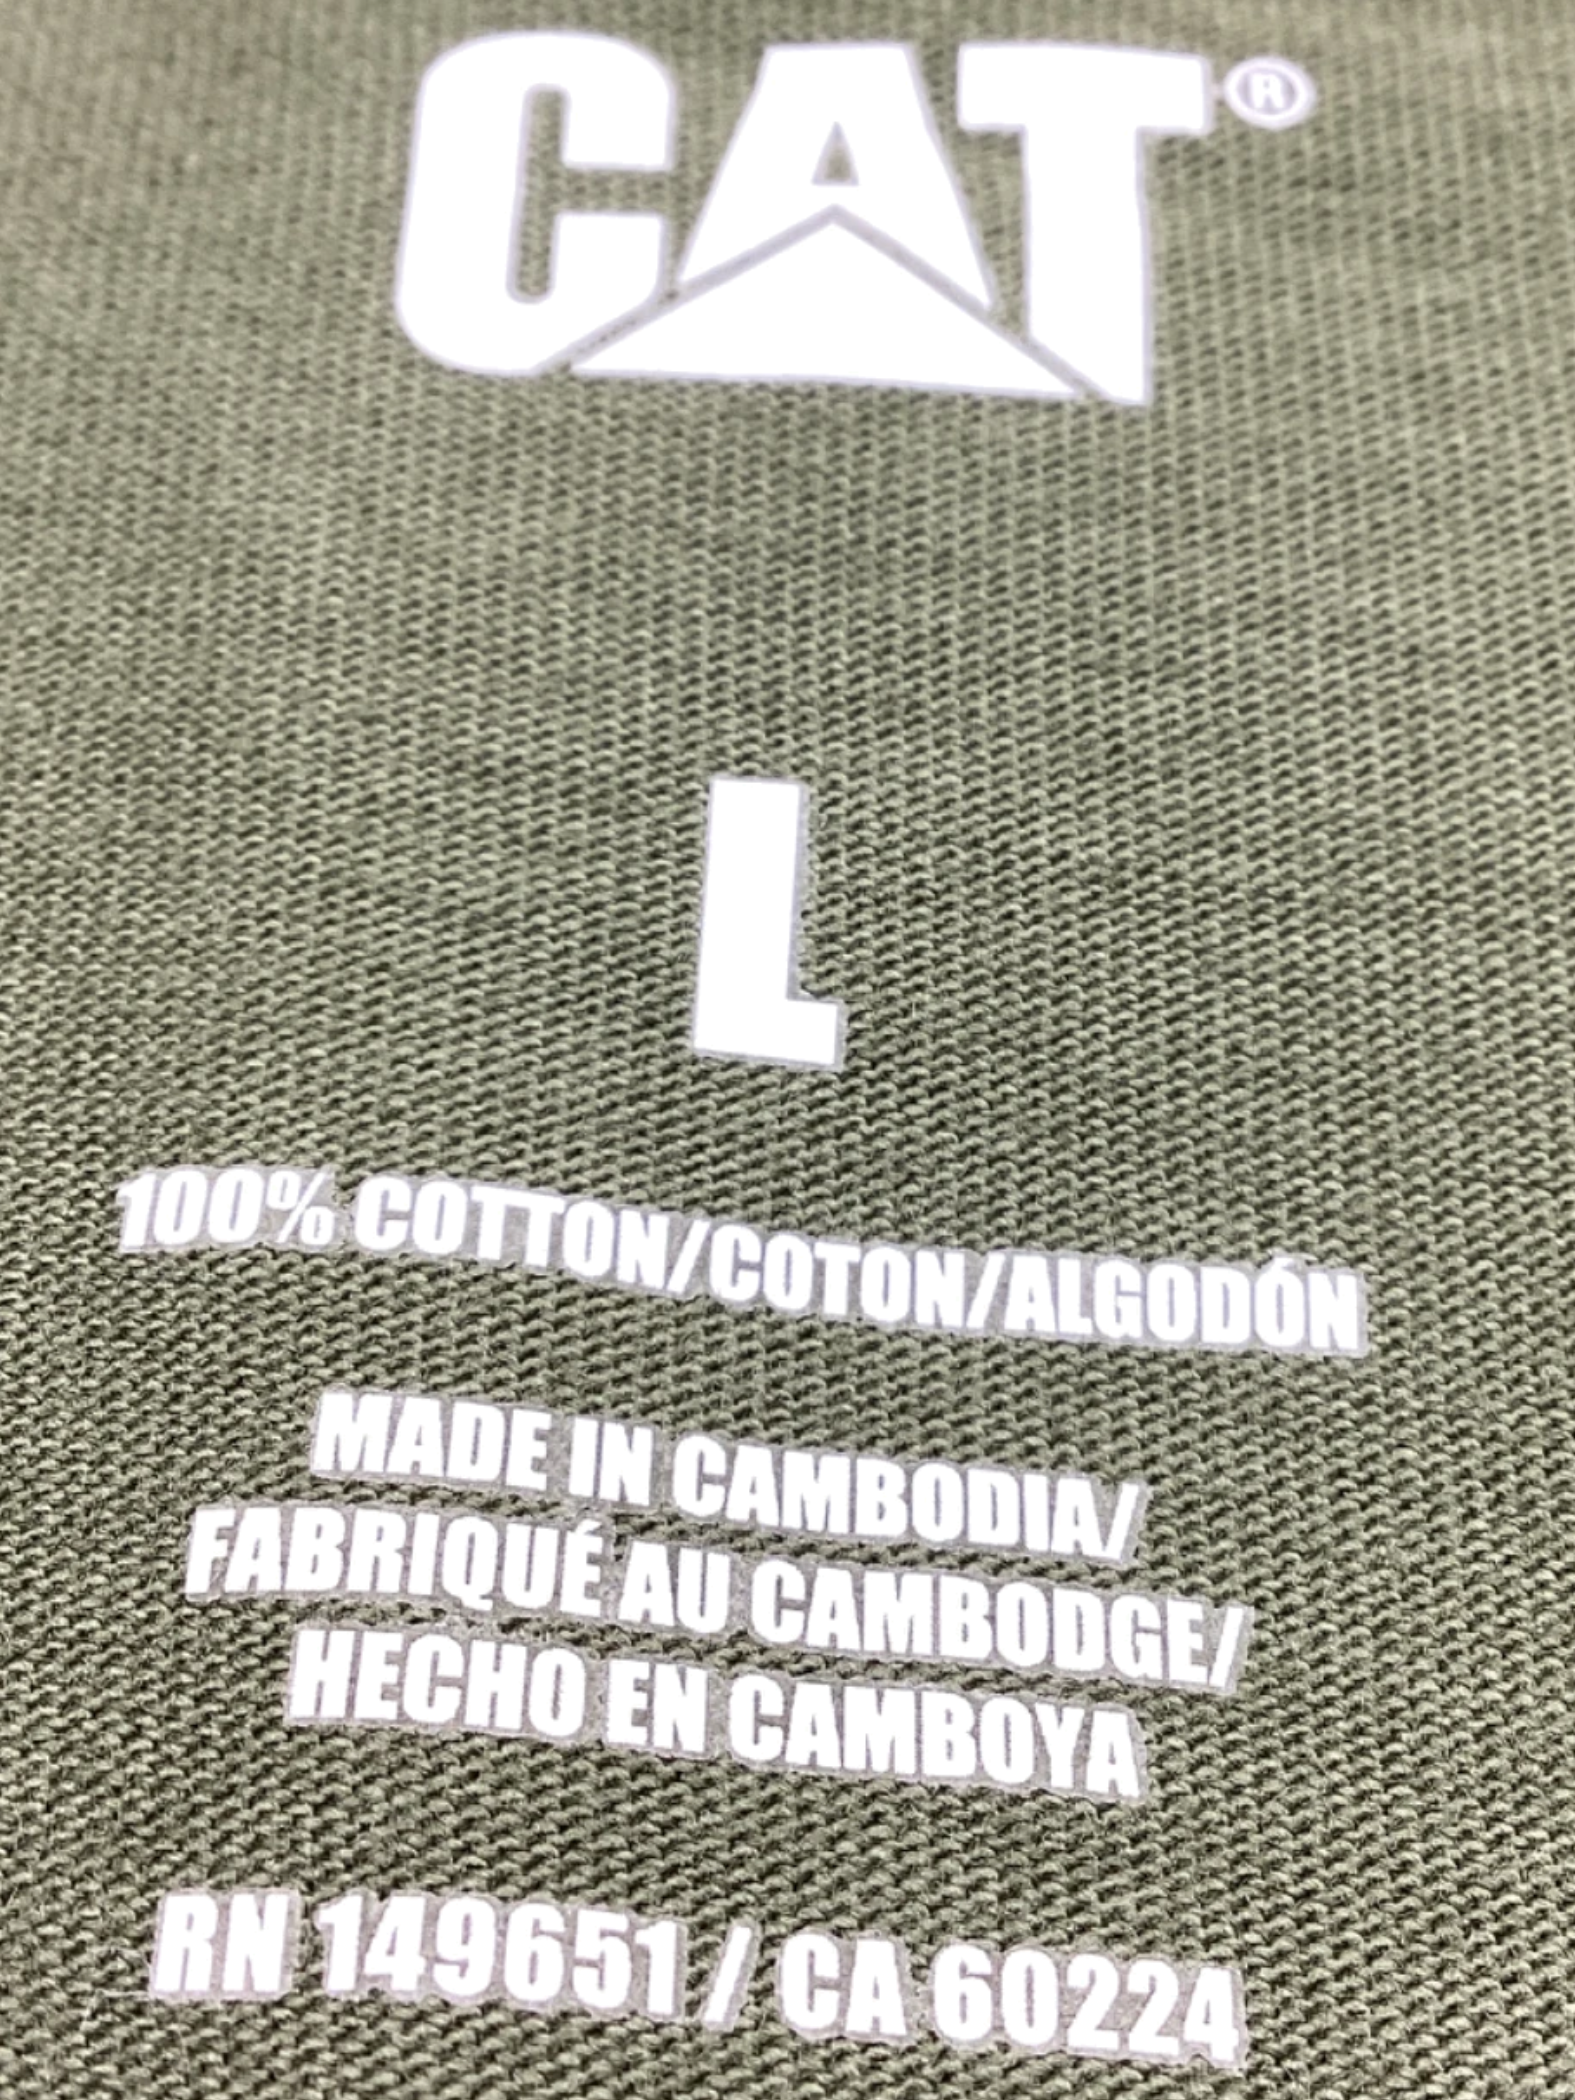 CAT®
L
100% COTTON/COTON/ALGODÓN
MADE IN CAMBODIA/
FABRIQUÉ AU CAMBODGE/
HECHO EN CAMBOYA
RN 149651 / CA 60224